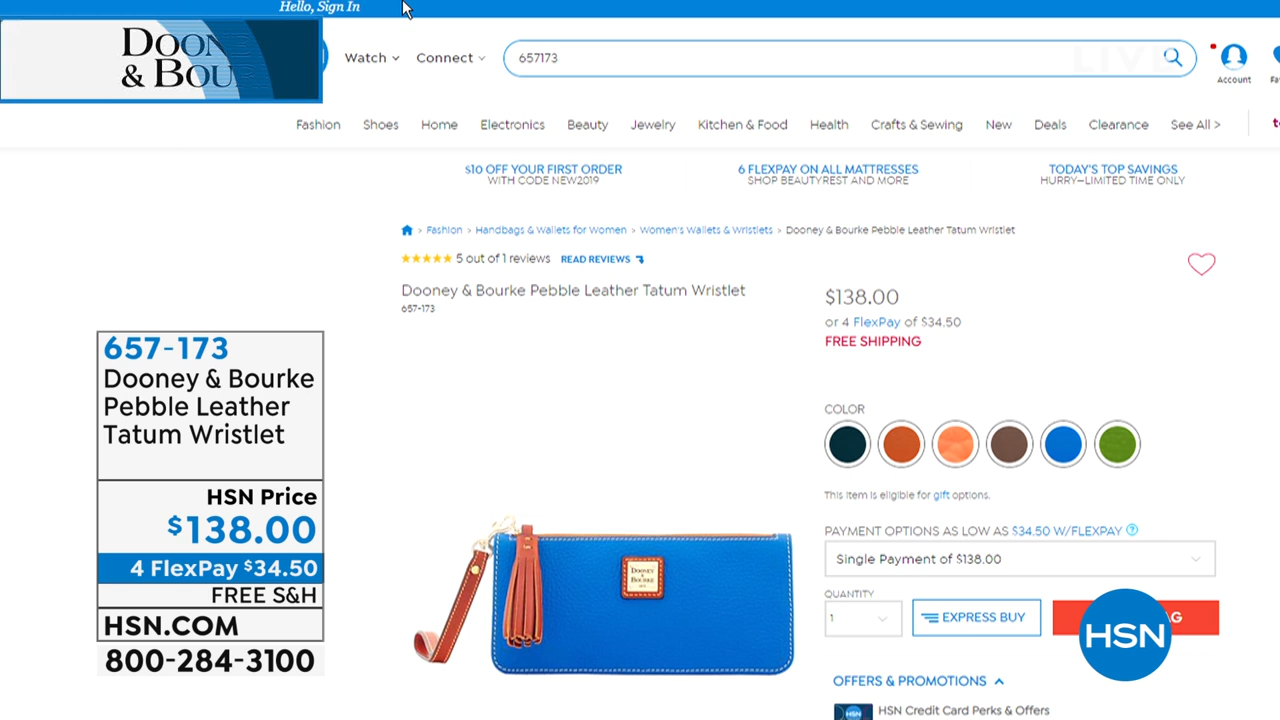 Hello, Sign In
DOON
& BOU
Watch
Connect
657173
LIVE
Account
Fashion
Shoes
Home
Electronics
Beauty
Jewelry
Kitchen & Food
Health
Crafts & Sewing
New
Deals
Clearance
See All >
$10 OFF YOUR FIRST ORDER
WITH CODE NEW2019
6 FLEXPAY ON ALL MATTRESSES
SHOP BEAUTYREST AND MORE
TODAY'S TOP SAVINGS
HURRY—LIMITED TIME ONLY
> Fashion > Handbags & Wallets for Women > Women's Wallets & Wristlets > Dooney & Bourke Pebble Leather Tatum Wristlet
5 out of 1 reviews READ REVIEWS
Dooney & Bourke Pebble Leather Tatum Wristlet
657-173
$138.00
or 4 FlexPay of $34.50
FREE SHIPPING
657-173
Dooney & Bourke
Pebble Leather
Tatum Wristlet
HSN Price
$138.00
4 FlexPay $34.50
FREE S&H
HSN.COM
800-284-3100
COLOR
This item is eligible for gift options.
PAYMENT OPTIONS AS LOW AS $34.50 W/FLEXPAY ?
Single Payment of $138.00
QUANTITY
1
EXPRESS BUY
HSN
DOONEY
& BOURKE
OFFERS & PROMOTIONS
HSN
HSN Credit Card Perks & Offers